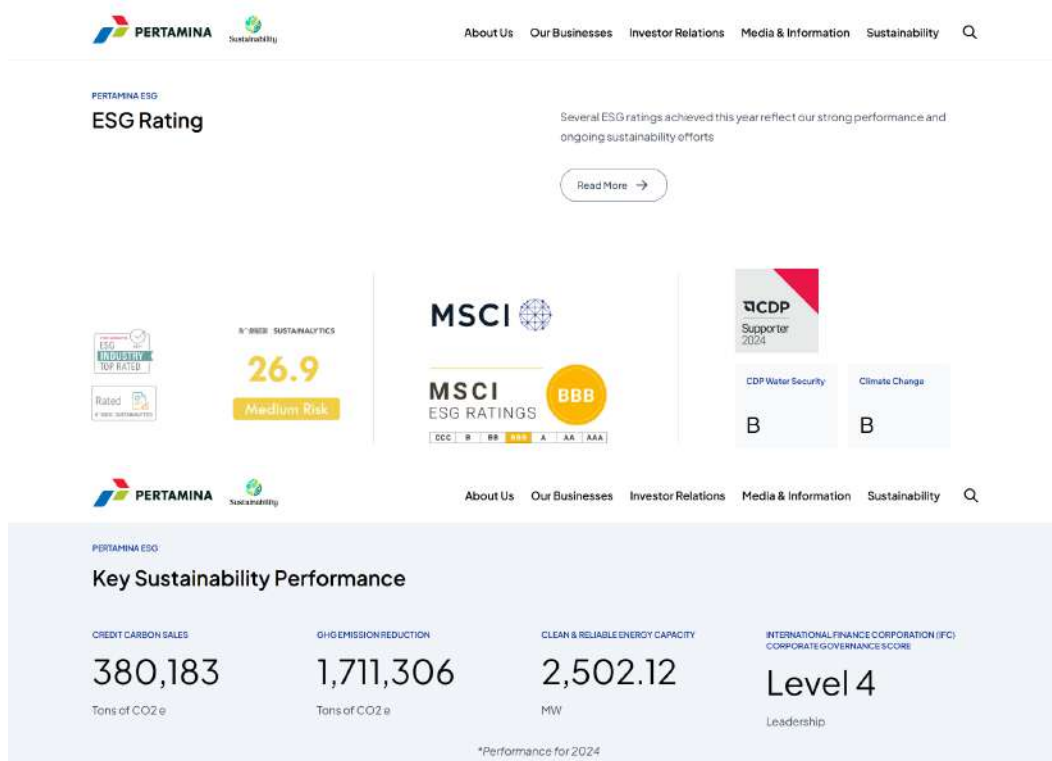 PERTAMINA
Sustainability
About Us Our Businesses Investor Relations Media & Information Sustainability
PERTAMINA ESG
ESG Rating
Several ESG ratings achieved this year reflect our strong performance and
ongoing sustainability efforts
Read More
ESG
INDUSTRY
TOP RATED
Rated
SUSTAINALYTICS
SUSTAINALYTICS
26.9
Medium Risk
MSCI
MSCI
ESG RATINGS
BBB
CCC B BB BBB A AA AAA
CDP
Supporter
2024
CDP Water Security
B
Climate Change
B
PERTAMINA
Sustainability
About Us Our Businesses Investor Relations Media & Information Sustainability
PERTAMINA ESG
Key Sustainability Performance
CREDIT CARBON SALES
380,183
Tons of CO2 e
GHG EMISSION REDUCTION
1,711,306
Tons of CO2 e
CLEAN & RELIABLE ENERGY CAPACITY
2,502.12
MW
INTERNATIONAL FINANCE CORPORATION (IFC)
CORPORATE GOVERNANCE SCORE
Level 4
Leadership
*Performance for 2024